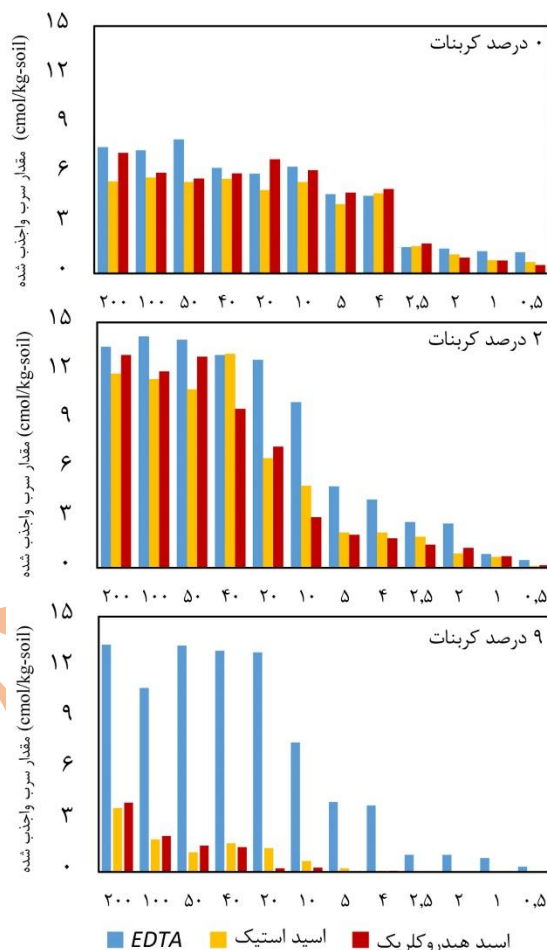 ۰ درصد کربنات
مقدار سرب واجذب شده (cmol/kg-soil)
۱۵
۱۲
۹
۶
۳
۰
۲۰۰ ۱۰۰ ۵۰ ۴۰ ۲۰ ۱۰ ۵ ۴ ۲,۵ ۲ ۱ ۰,۵
۲ درصد کربنات
مقدار سرب واجذب شده (cmol/kg-soil)
۱۵
۱۲
۹
۶
۳
۰
۲۰۰ ۱۰۰ ۵۰ ۴۰ ۲۰ ۱۰ ۵ ۴ ۲,۵ ۲ ۱ ۰,۵
۹ درصد کربنات
مقدار سرب واجذب شده (cmol/kg-soil)
۱۵
۱۲
۹
۶
۳
۰
۲۰۰ ۱۰۰ ۵۰ ۴۰ ۲۰ ۱۰ ۵ ۴ ۲,۵ ۲ ۱ ۰,۵
EDTA
اسید استیک
اسید هیدروکلریک